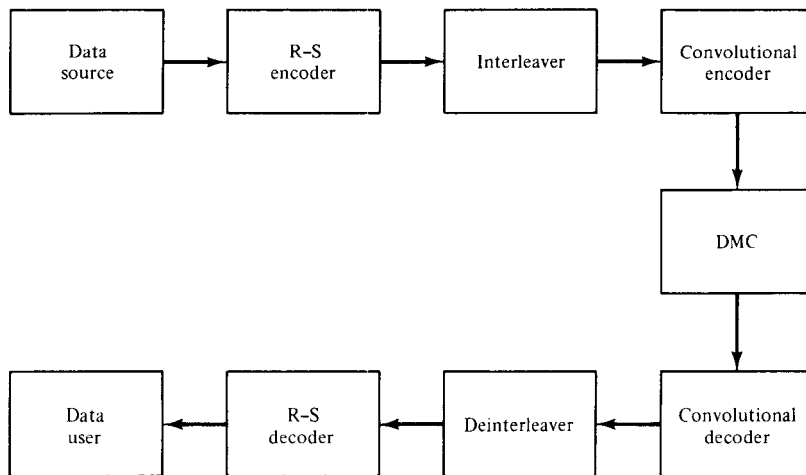 Data
source
R-S
encoder
Interleaver
Convolutional
encoder
DMC
Data
user
R-S
decoder
Deinterleaver
Convolutional
decoder